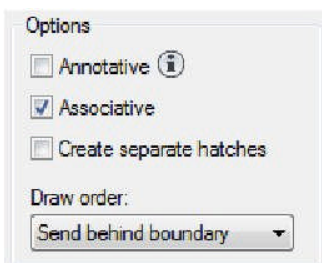 Options
Annotative
Associative
Create separate hatches
Draw order:
Send behind boundary